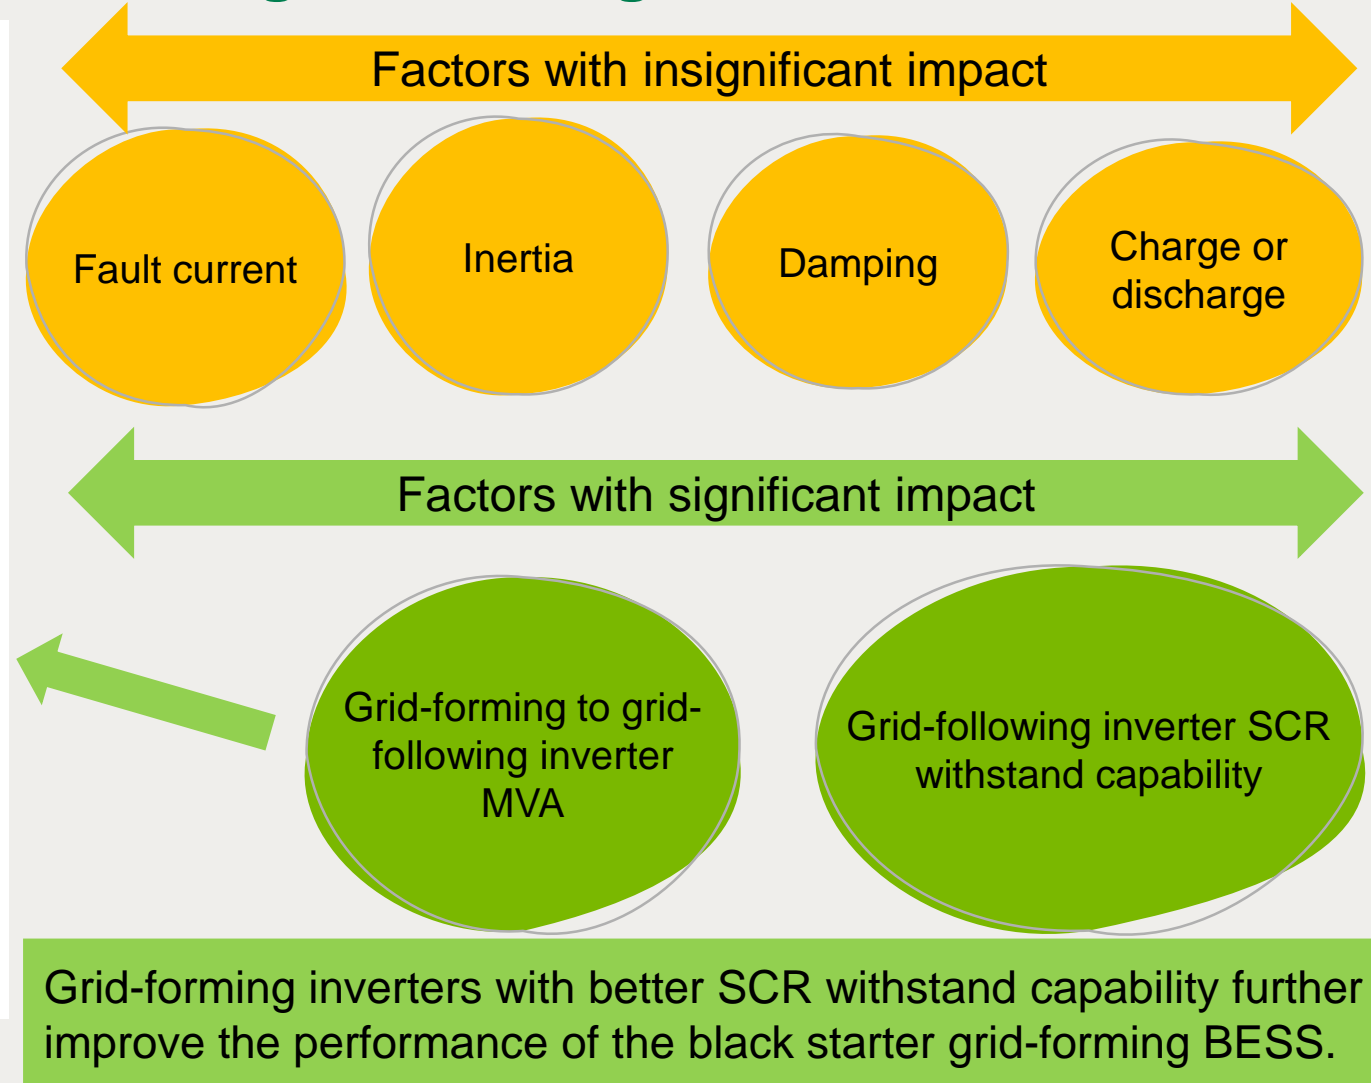 Factors with insignificant impact
Fault current
Inertia
Damping
Charge or
discharge
Factors with significant impact
Grid-forming to grid-
following inverter
MVA
Grid-following inverter SCR
withstand capability
Grid-forming inverters with better SCR withstand capability further
improve the performance of the black starter grid-forming BESS.